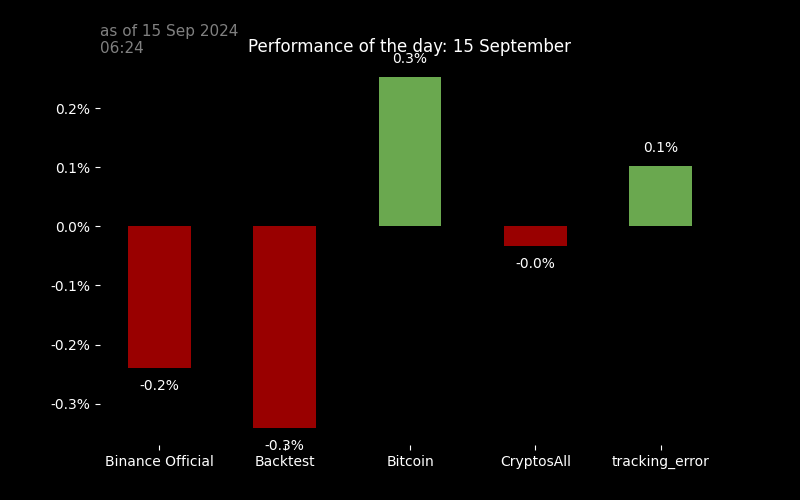 as of 15 Sep 2024
06:24
Performance of the day: 15 September
0.3%
0.2%
0.1%
0.1%
0.0%
-0.0%
-0.1%
-0.2%
-0.2%
-0.3%
-0.3%
Binance Official
Backtest
Bitcoin
CryptosAll
tracking_error